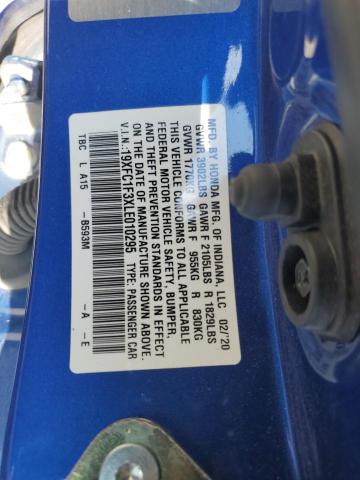 MFD BY HONDA MFG. OF INDIANA, LLC 02/'20
GVWR 3902LBS GAWR F 2105LBS R 1829LBS
GVWR 1770KG GAWR F 955KG R 830KG
THIS VEHICLE CONFORMS TO ALL APPLICABLE
FEDERAL MOTOR VEHICLE SAFETY, BUMPER,
AND THEFT PREVENTION STANDARDS IN EFFECT
ON THE DATE OF MANUFACTURE SHOWN ABOVE.
V.I.N.:19XFC1F3XLE010295 TYPE: PASSENGER CAR
TBC L A15 –B593M –A –E